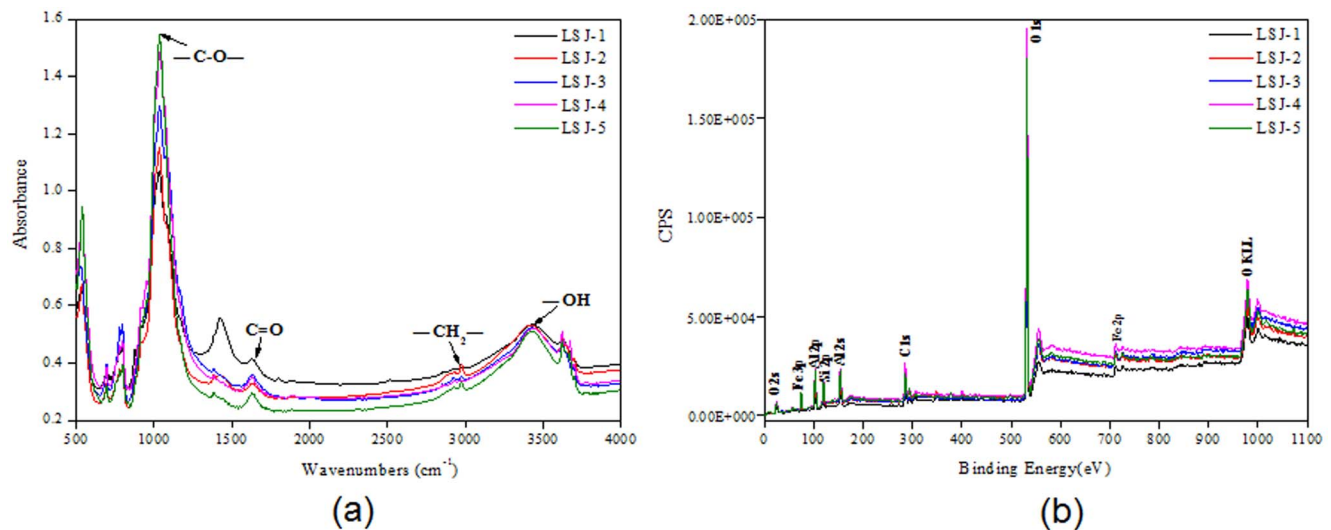 1.6
1.4
1.2
1.0
0.8
0.6
0.4
0.2
Absorbance
—C-O—
C=O
—CH2—
—OH
LSJ-1
LSJ-2
LSJ-3
LSJ-4
LSJ-5
500 1000 1500 2000 2500 3000 3500 4000
Wavenumbers (cm-1)
(a)
2.00E+005
1.50E+005
1.00E+005
5.00E+004
0.00E+000
CPS
O 2s
Fe 3p
Al 2p
Si 2p
Al2s
C1s
O 1s
Fe 2p
O KLL
LSJ-1
LSJ-2
LSJ-3
LSJ-4
LSJ-5
0 100 200 300 400 500 600 700 800 900 1000 1100
Binding Energy(eV)
(b)